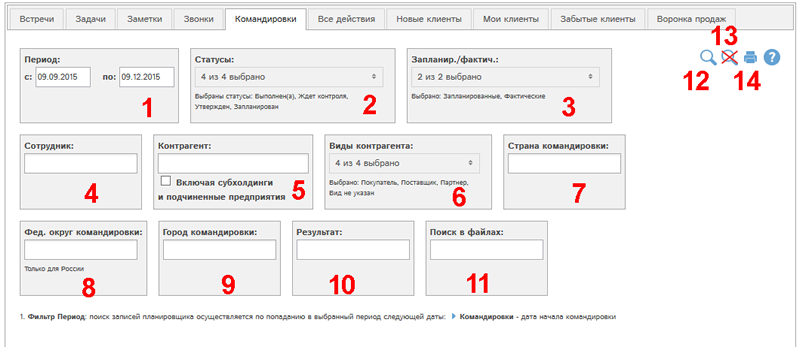 Встречи Задачи Заметки Звонки Командировки Все действия Новые клиенты Мои клиенты Забытые клиенты Воронка продаж
13
Период: Статусы: Запланир./фактич.:
с: 09.09.2015 по: 09.12.2015 4 из 4 выбрано 2 из 2 выбрано ?
12 14
Выбраны статусы: Выполнен(а), Ждет контроля, Выбрано: Запланированные, Фактические
Утвержден, Запланирован
1 2 3
Сотрудник: Контрагент: Виды контрагента: Страна командировки:
4 из 4 выбрано
Включая субхолдинги Выбрано: Покупатель, Поставщик, Партнер,
и подчиненные предприятия Вид не указан
4 5 6 7
Фед. округ командировки: Город командировки: Результат: Поиск в файлах:
Только для России
8 9 10 11
1. Фильтр Период: поиск записей планировщика осуществляется по попаданию в выбранный период следующей даты: Командировки - дата начала командировки